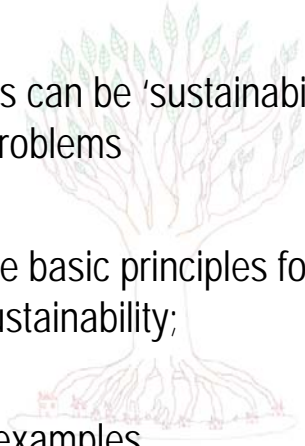 s can be ‘sustainabi
roblems
e basic principles fo
ustainability;
examples